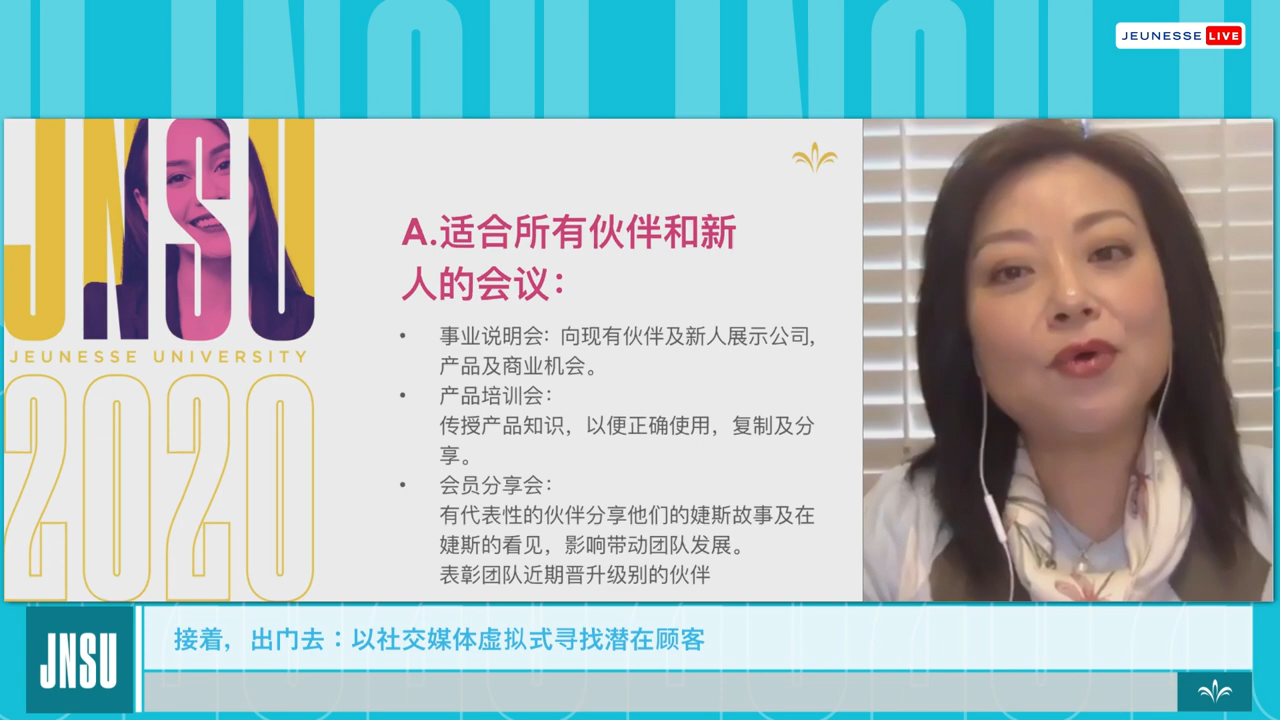 JEUNESSE LIVE
JNSU
JEUNESSE UNIVERSITY
2020
A.适合所有伙伴和新
人的会议：
• 事业说明会：向现有伙伴及新人展示公司,
产品及商业机会。
• 产品培训会：
传授产品知识，以便正确使用，复制及分
享。
• 会员分享会：
有代表性的伙伴分享他们的婕斯故事及在
婕斯的看见，影响带动团队发展。
表彰团队近期晋升级别的伙伴
JNSU
接着，出门去：以社交媒体虚拟式寻找潜在顾客